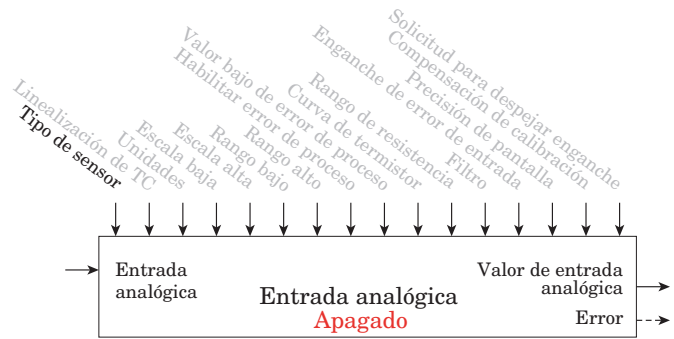 Tipo de sensor
Linealización de TC
Unidades
Escala baja
Escala alta
Rango bajo
Rango alto
Habilitar error de proceso
Valor bajo de error de proceso
Curva de termistor
Rango de resistencia
Filtro
Enganche de error de entrada
Precisión de pantalla
Compensación de calibración
Solicitud para despejar enganche
Entrada
analógica
Entrada analógica
Apagado
Valor de entrada
analógica
Error